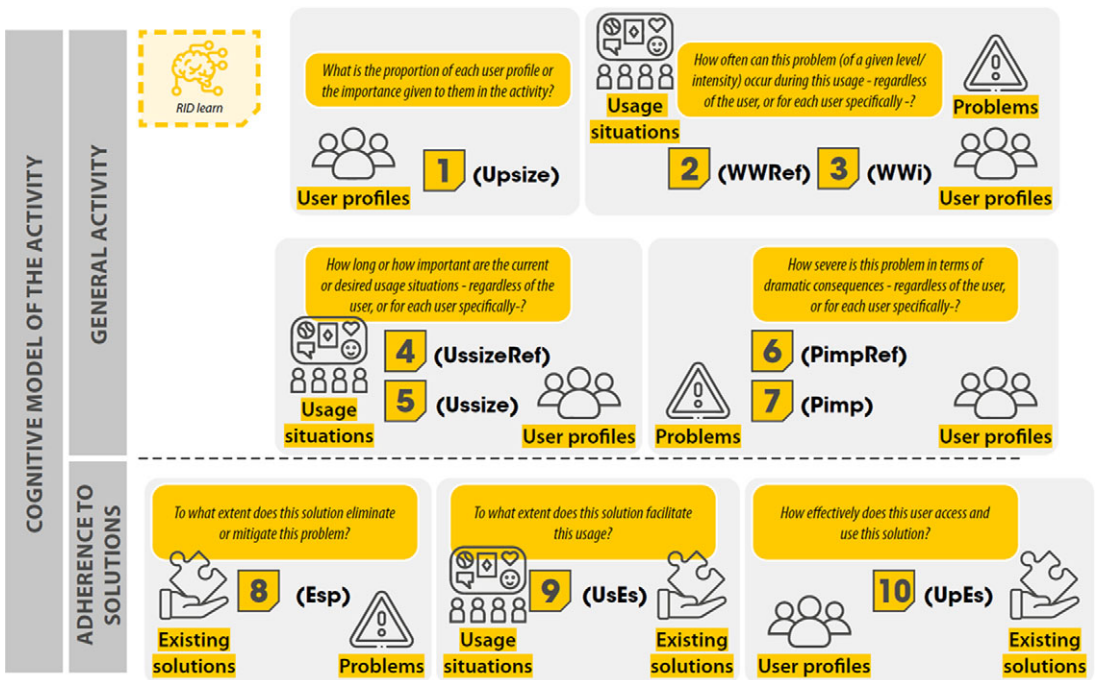 COGNITIVE MODEL OF THE ACTIVITY
GENERAL ACTIVITY
RID learn
What is the proportion of each user profile or
the importance given to them in the activity?
User profiles
1 (Upsize)
How often can this problem (of a given level/
intensity) occur during this usage - regardless
of the user, or for each user specifically -?
Usage
situations
Problems
2 (WWRef) 3 (WWi)
User profiles
How long or how important are the current
or desired usage situations - regardless of the
user, or for each user specifically-?
4 (UssizeRef)
5 (Ussize)
Usage
situations
User profiles
How severe is this problem in terms of
dramatic consequences - regardless of the user,
or for each user specifically-?
6 (PimpRef)
7 (Pimp)
Problems
User profiles
ADHERENCE TO
SOLUTIONS
To what extent does this solution eliminate
or mitigate this problem?
8 (Esp)
Existing
solutions
Problems
To what extent does this solution facilitate
this usage?
9 (UsEs)
Usage
situations
Existing
solutions
How effectively does this user access and
use this solution?
10 (UpEs)
User profiles
Existing
solutions